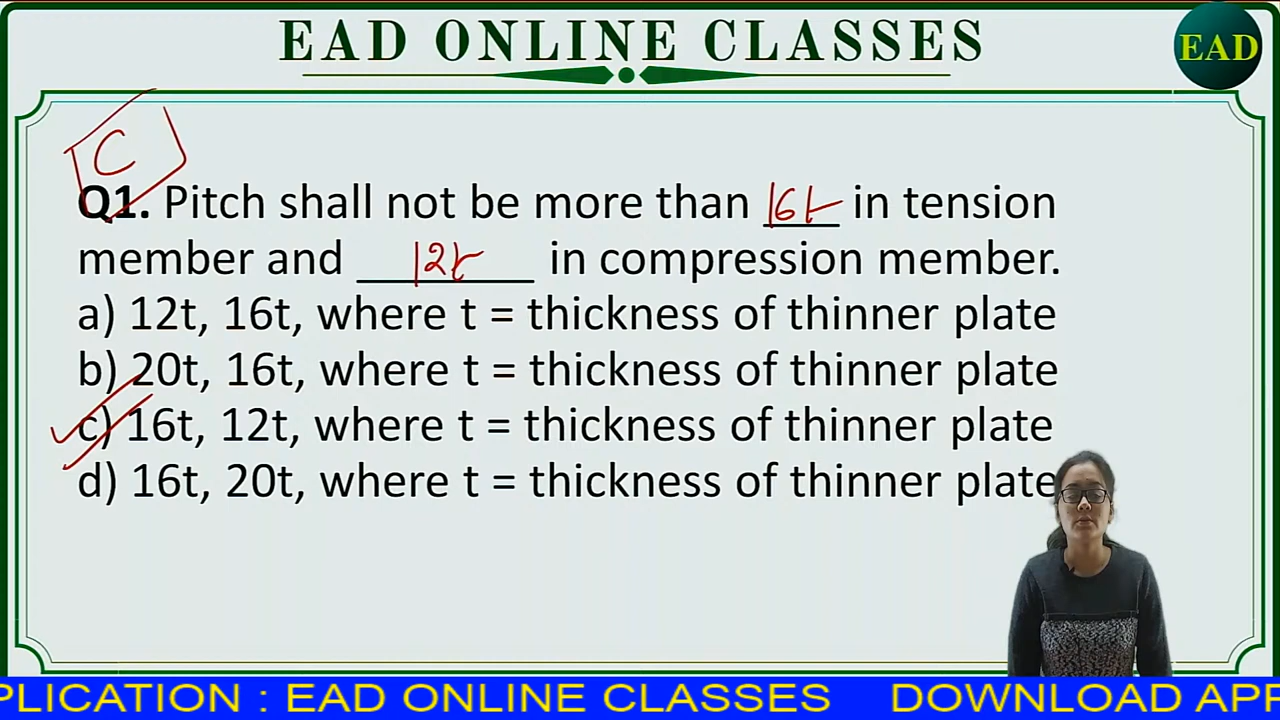 EAD ONLINE CLASSES
EAD
C
Q1. Pitch shall not be more than 16t in tension
member and 12t in compression member.
a) 12t, 16t, where t = thickness of thinner plate
b) 20t, 16t, where t = thickness of thinner plate
c) 16t, 12t, where t = thickness of thinner plate
d) 16t, 20t, where t = thickness of thinner plate
PLICATION : EAD ONLINE CLASSES DOWNLOAD APP